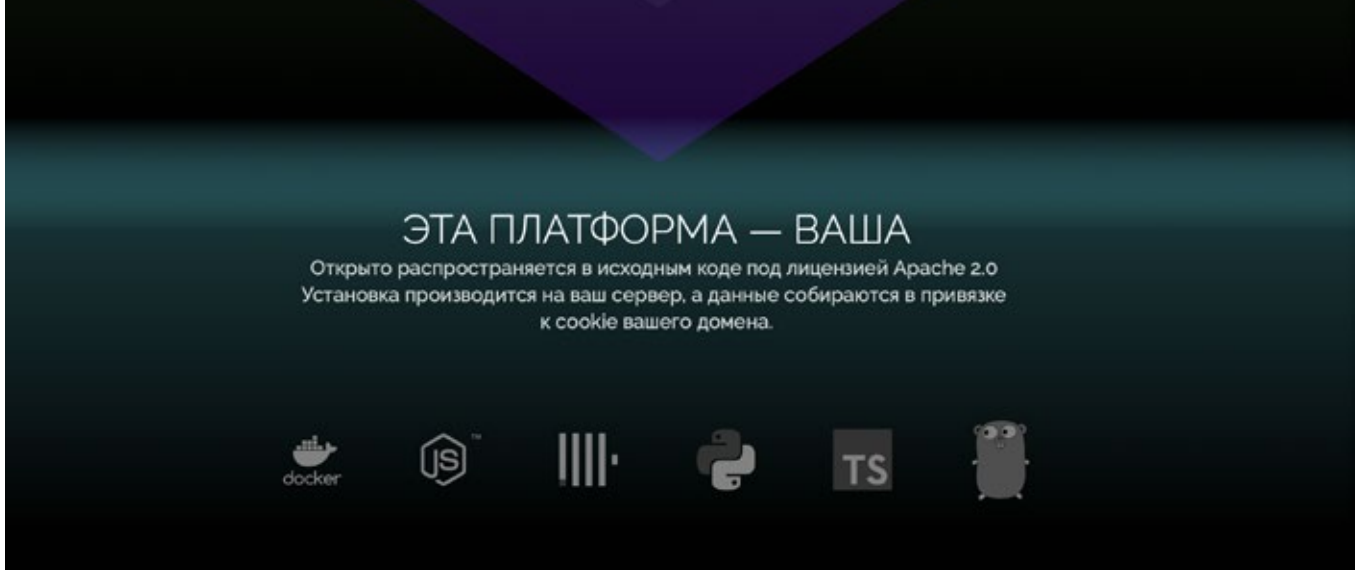 ЭТА ПЛАТФОРМА — ВАША
Открыто распространяется в исходным коде под лицензией Apache 2.0
Установка производится на ваш сервер, а данные собираются в привязке
к cookie вашего домена.
docker JS™ TS